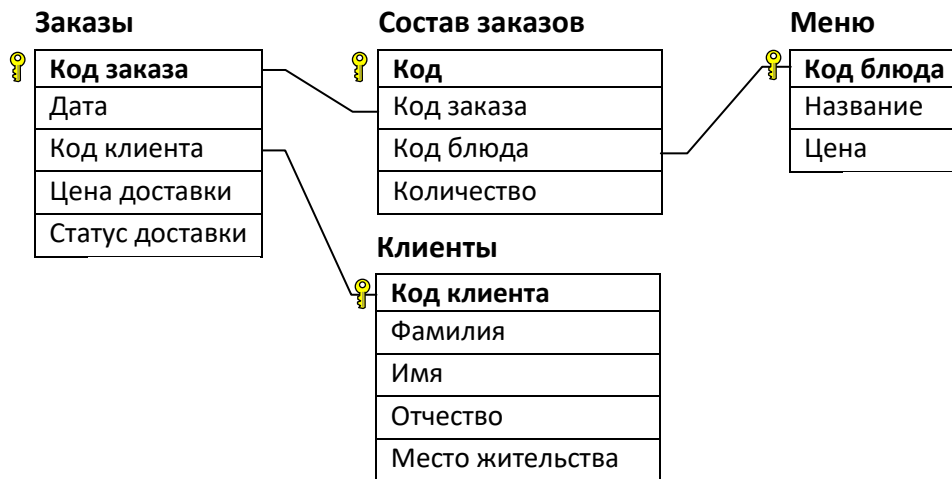 Заказы
Код заказа
Дата
Код клиента
Цена доставки
Статус доставки
Состав заказов
Код
Код заказа
Код блюда
Количество
Меню
Код блюда
Название
Цена
Клиенты
Код клиента
Фамилия
Имя
Отчество
Место жительства